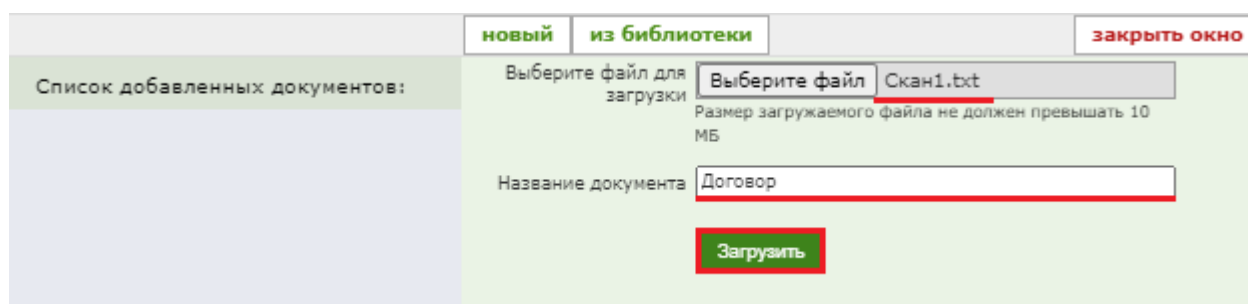 новый из библиотеки закрыть окно
Список добавленных документов:
Выберите файл для загрузки
Выберите файл Скан1.txt
Размер загружаемого файла не должен превышать 10
МБ
Название документа Договор
Загрузить